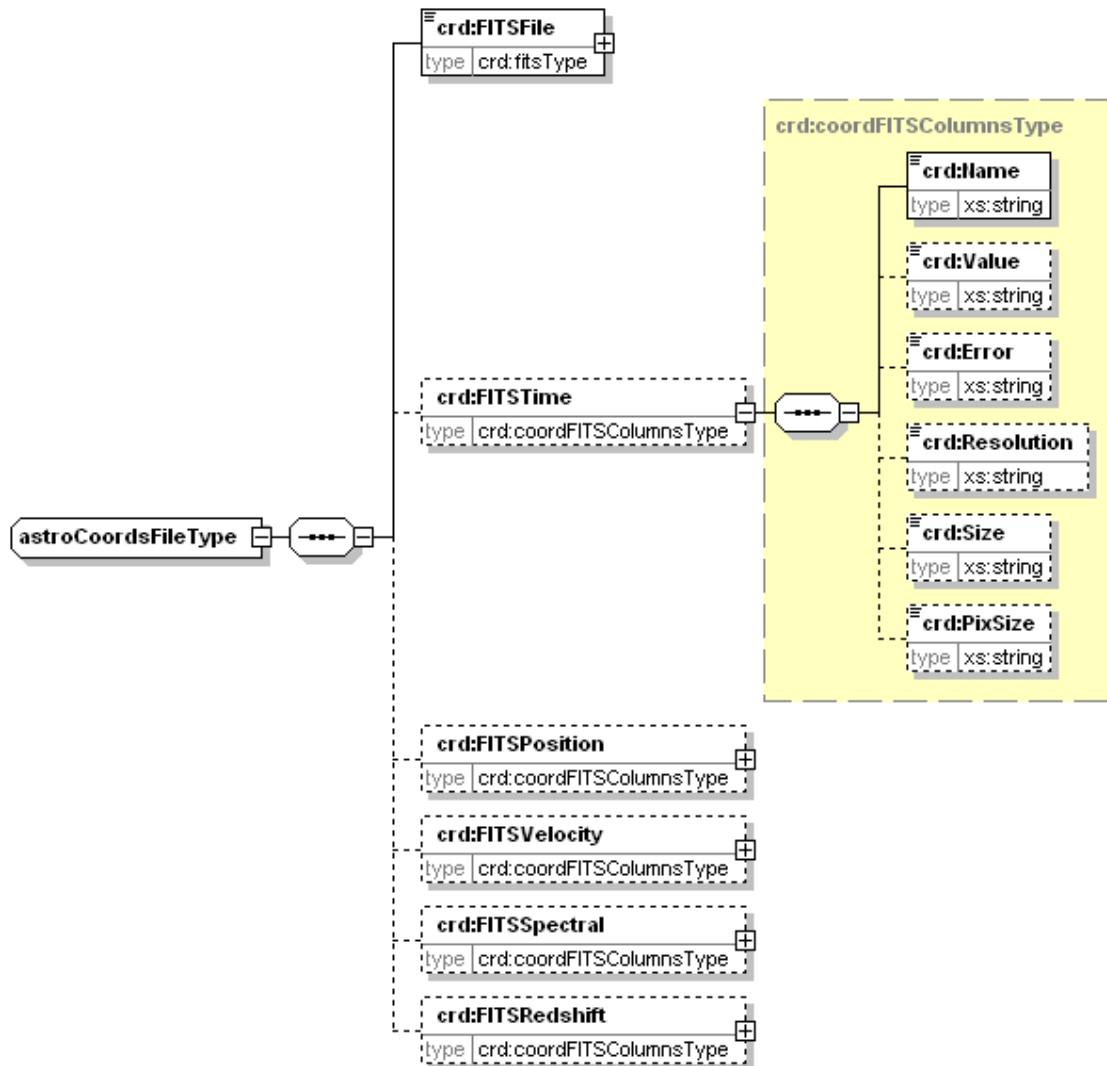 crd:FITSFile
type crd:fitsType
crd:coordFITSColumnsType
crd:Name
type xs:string
crd:Value
type xs:string
crd:Error
type xs:string
crd:FITSTime
type crd:coordFITSColumnsType
crd:Resolution
type xs:string
astroCoordsFileType
crd:Size
type xs:string
crd:PixSize
type xs:string
crd:FITSPosition
type crd:coordFITSColumnsType
crd:FITSVelocity
type crd:coordFITSColumnsType
crd:FITSSpectral
type crd:coordFITSColumnsType
crd:FITSRedshift
type crd:coordFITSColumnsType